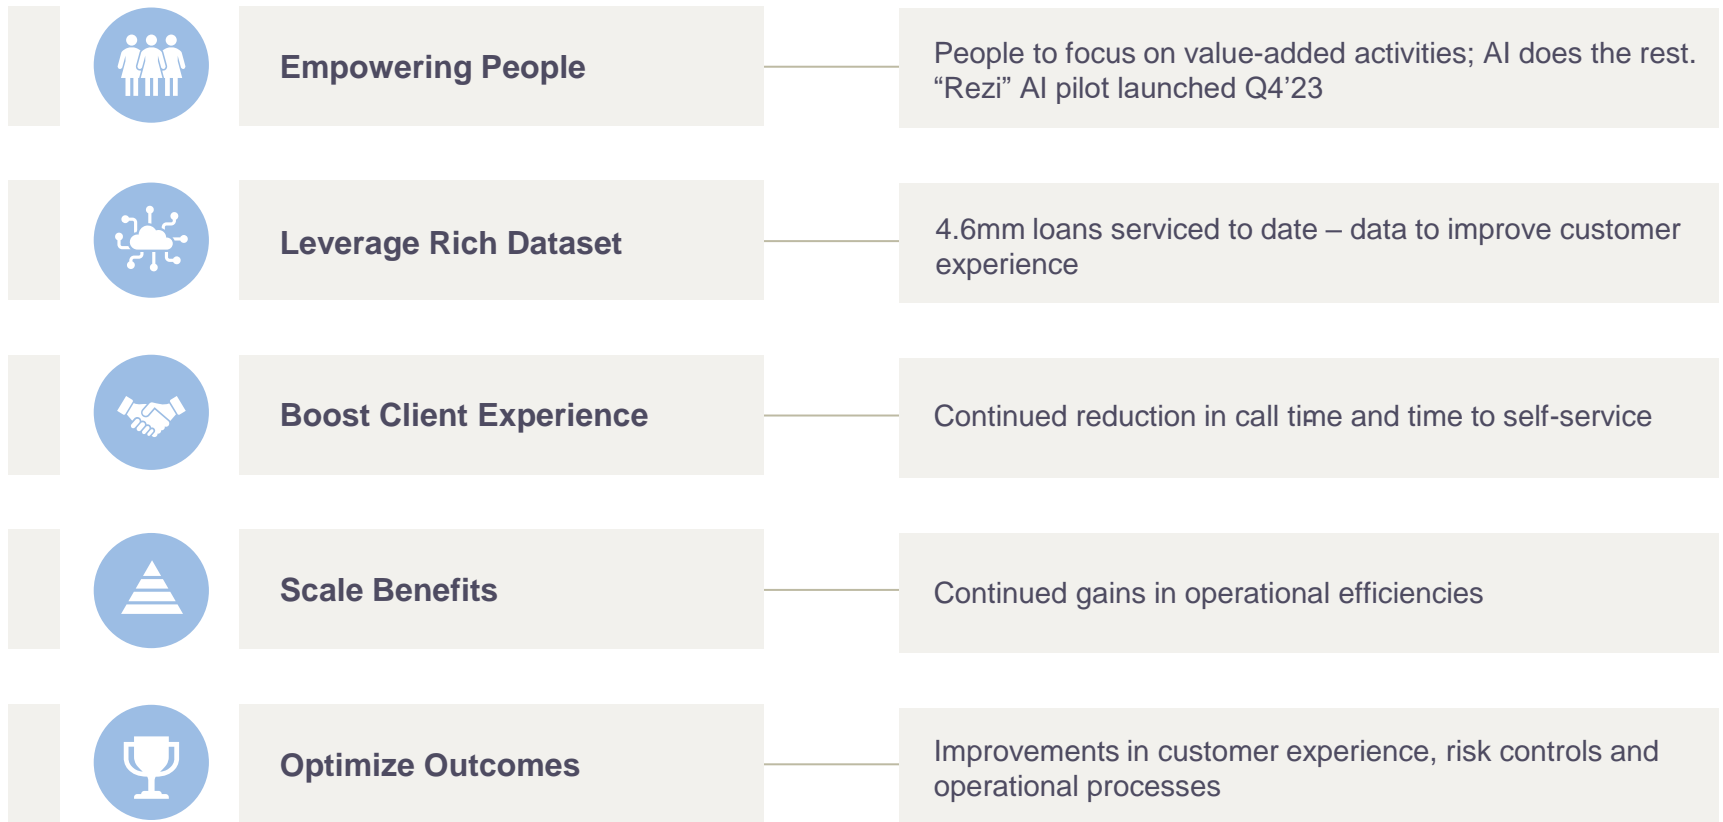 Empowering People
People to focus on value-added activities; AI does the rest.
“Rezi” AI pilot launched Q4’23
Leverage Rich Dataset
4.6mm loans serviced to date – data to improve customer
experience
Boost Client Experience
Continued reduction in call time and time to self-service
Scale Benefits
Continued gains in operational efficiencies
Optimize Outcomes
Improvements in customer experience, risk controls and
operational processes